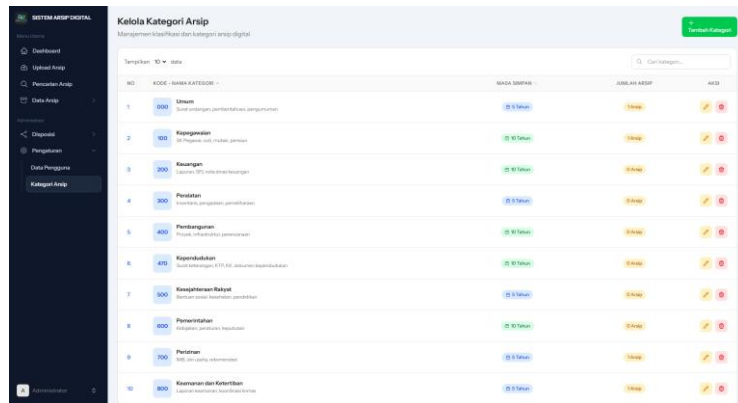 SISTEM ARSIP DIGITAL
Menu Utama
Dashboard
Upload Arsip
Pencarian Arsip
Data Arsip
Disposisi
Pengaturan
Data Pengguna
Kategori Arsip
A Administrator
Kelola Kategori Arsip
Manajemen klasifikasi dan kategori arsip digital
+ Tambah Kategori
Tampilkan 10 data
Cari kategori...
NO KODE - NAMA KATEGORI MASA SIMPAN JUMLAH ARSIP AKSI
1 000 Umum 5 Tahun 1 Arsip
Surat undangan, pemberitahuan, pengumuman
2 100 Kepegawaian 10 Tahun 1 Arsip
SK Pegawai, cuti, mutasi, pensiun
3 200 Keuangan 10 Tahun 0 Arsip
Laporan, SPJ,
4 300 Peralatan 5 Tahun 0 Arsip
Inventaris, pengadaan, pemeliharaan
5 400 Pembangunan 10 Tahun 0 Arsip
Proyek, infrastruktur, perencanaan
6 470 Kependudukan 10 Tahun 0 Arsip
Surat keterangan, KTP, KK, dokumen kependudukan
7 500 Kesejahteraan Rakyat 5 Tahun 0 Arsip
Bantuan sosial, kesehatan, pendidikan
8 600 Pemerintahan 10 Tahun 0 Arsip
Kebijakan, peraturan, keputusan
9 700 Perizinan 5 Tahun 1 Arsip
IMB, izin usaha, rekomendasi
10 800 Keamanan dan Ketertiban 5 Tahun 1 Arsip
Laporan keamanan, koordinasi